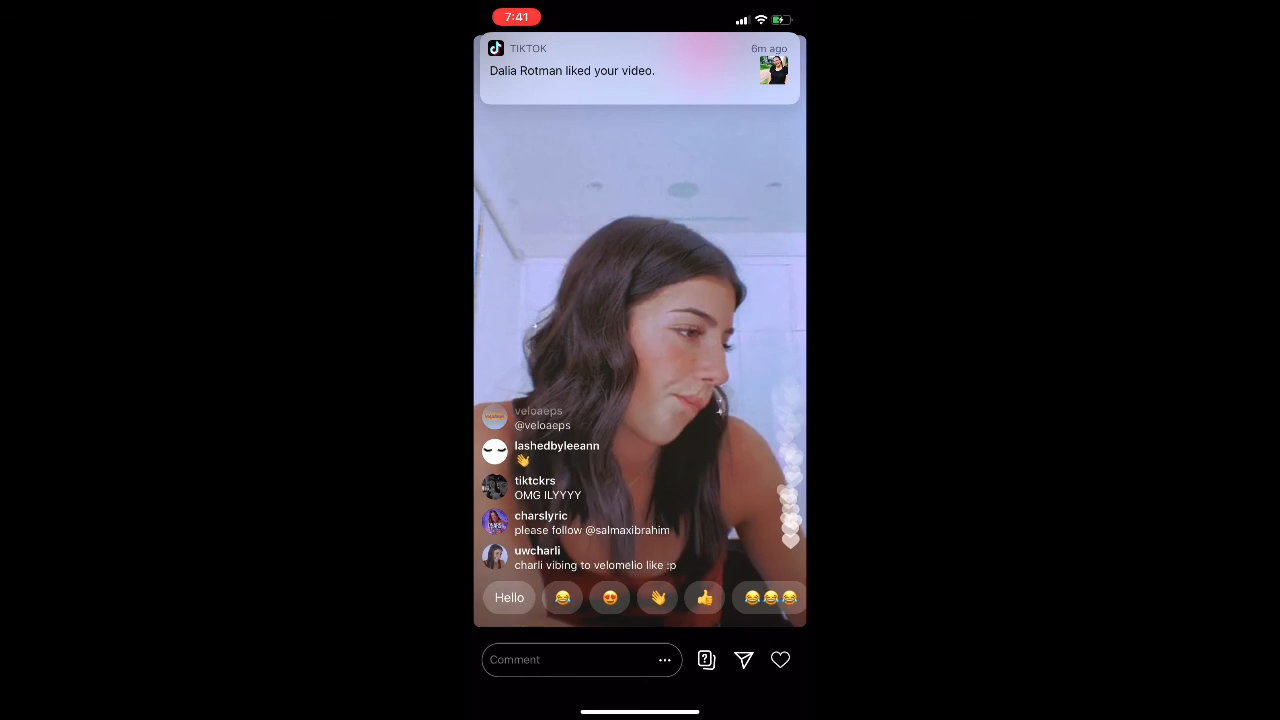 7:41
TIKTOK
6m ago
Dalia Rotman liked your video.
veloaeps
@veloaeps
lashedbyleeann
👋
tiktckrs
OMG ILYYYY
charslyric
please follow @salmaxibrahim
uwcharli
charli vibing to velomelio like :p
Hello 😂 😍 👋 👍 😂😂😂
Comment